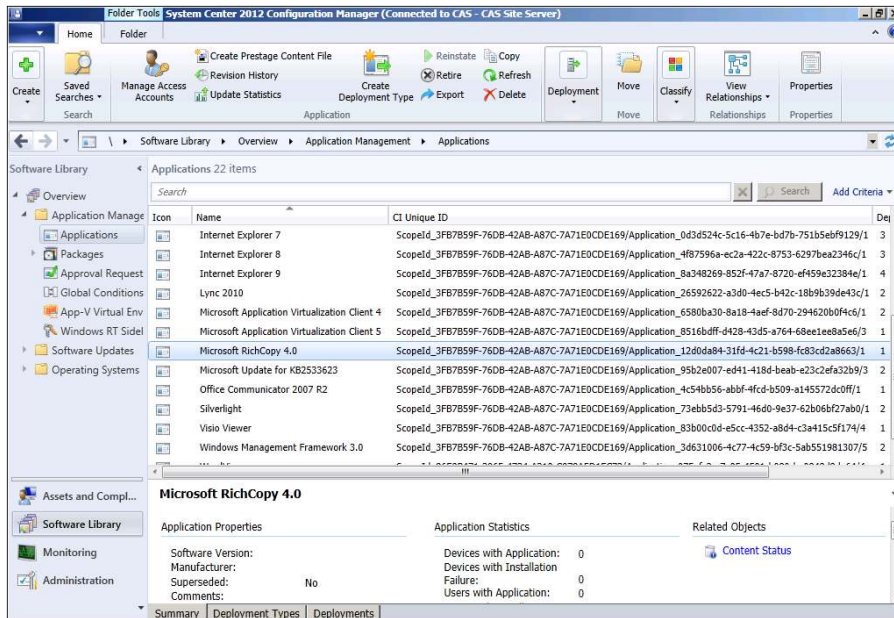 Folder Tools System Center 2012 Configuration Manager (Connected to CAS - CAS Site Server)
Home Folder
Create
Saved Searches
Search
Manage Access Accounts
Create Prestage Content File
Revision History
Update Statistics
Create Deployment Type
Reinstate
Retire
Export
Copy
Refresh
Delete
Application
Deployment
Move
Move
Classify
View Relationships
Relationships
Properties
Properties
\ Software Library Overview Application Management Applications
Software Library
Overview
Application Manage
Applications
Packages
Approval Request
Global Conditions
App-V Virtual Env
Windows RT Sidel
Software Updates
Operating Systems
Assets and Compl...
Software Library
Monitoring
Administration
Applications 22 items
Search Search Add Criteria
Icon Name CI Unique ID
Internet Explorer 7 ScopeId_3FB7B59F-76DB-42AB-A87C-7A71E0CDE169/Application_0d3d524c-5c16-4b7e-bd7b-751b5ebf9129/1 3
Internet Explorer 8 ScopeId_3FB7B59F-76DB-42AB-A87C-7A71E0CDE169/Application_4f87596a-ec2a-422c-8753-6297bea2346c/1 3
Internet Explorer 9 ScopeId_3FB7B59F-76DB-42AB-A87C-7A71E0CDE169/Application_8a348269-852f-47a7-8720-ef459e32384e/1 4
Lync 2010 ScopeId_3FB7B59F-76DB-42AB-A87C-7A71E0CDE169/Application_26592622-a3d0-4ec5-b42c-18b9b39de43c/1 2
Microsoft Application Virtualization Client 4 ScopeId_3FB7B59F-76DB-42AB-A87C-7A71E0CDE169/Application_6580ba30-8a18-4aef-8d70-294620b0f4c6/1 2
Microsoft Application Virtualization Client 5 ScopeId_3FB7B59F-76DB-42AB-A87C-7A71E0CDE169/Application_8516bdff-d428-43d5-a764-68ee1ee8a5e6/3 1
Microsoft RichCopy 4.0 ScopeId_3FB7B59F-76DB-42AB-A87C-7A71E0CDE169/Application_12d0da84-31fd-4c21-b598-fc83cd2a8663/1 1
Microsoft Update for KB2533623 ScopeId_3FB7B59F-76DB-42AB-A87C-7A71E0CDE169/Application_95b2e007-ed41-418d-beab-e23c2efa32b9/3 2
Office Communicator 2007 R2 ScopeId_3FB7B59F-76DB-42AB-A87C-7A71E0CDE169/Application_4c54bb56-abbf-4fcd-b509-a145572dc0ff/1 1
Silverlight ScopeId_3FB7B59F-76DB-42AB-A87C-7A71E0CDE169/Application_73ebb5d3-5791-46d0-9e37-62b06bf27ab0/1 2
Visio Viewer ScopeId_3FB7B59F-76DB-42AB-A87C-7A71E0CDE169/Application_83b00c0d-e5cc-4352-a8d4-c3a415c5f174/4 1
Windows Management Framework 3.0 ScopeId_3FB7B59F-76DB-42AB-A87C-7A71E0CDE169/Application_3d631006-4c77-4c59-bf3c-5ab551981307/5 2
Microsoft RichCopy 4.0
Application Properties
Software Version:
Manufacturer:
Superseded: No
Comments:
Application Statistics
Devices with Application: 0
Devices with Installation Failure: 0
Users with Application: 0
Related Objects
Content Status
Summary Deployment Types Deployments